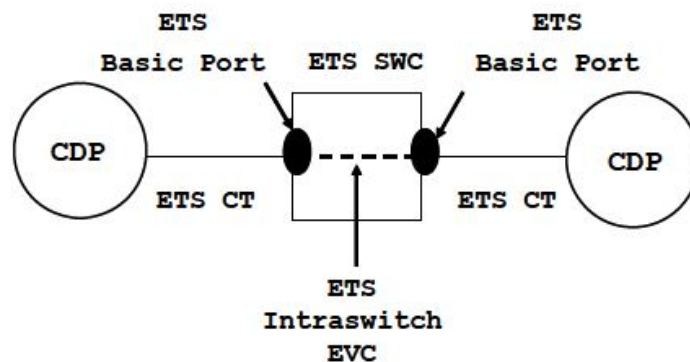 ETS
Basic Port
ETS SWC
ETS
Basic Port
CDP
CDP
ETS CT
ETS CT
ETS
Intraswitch
EVC